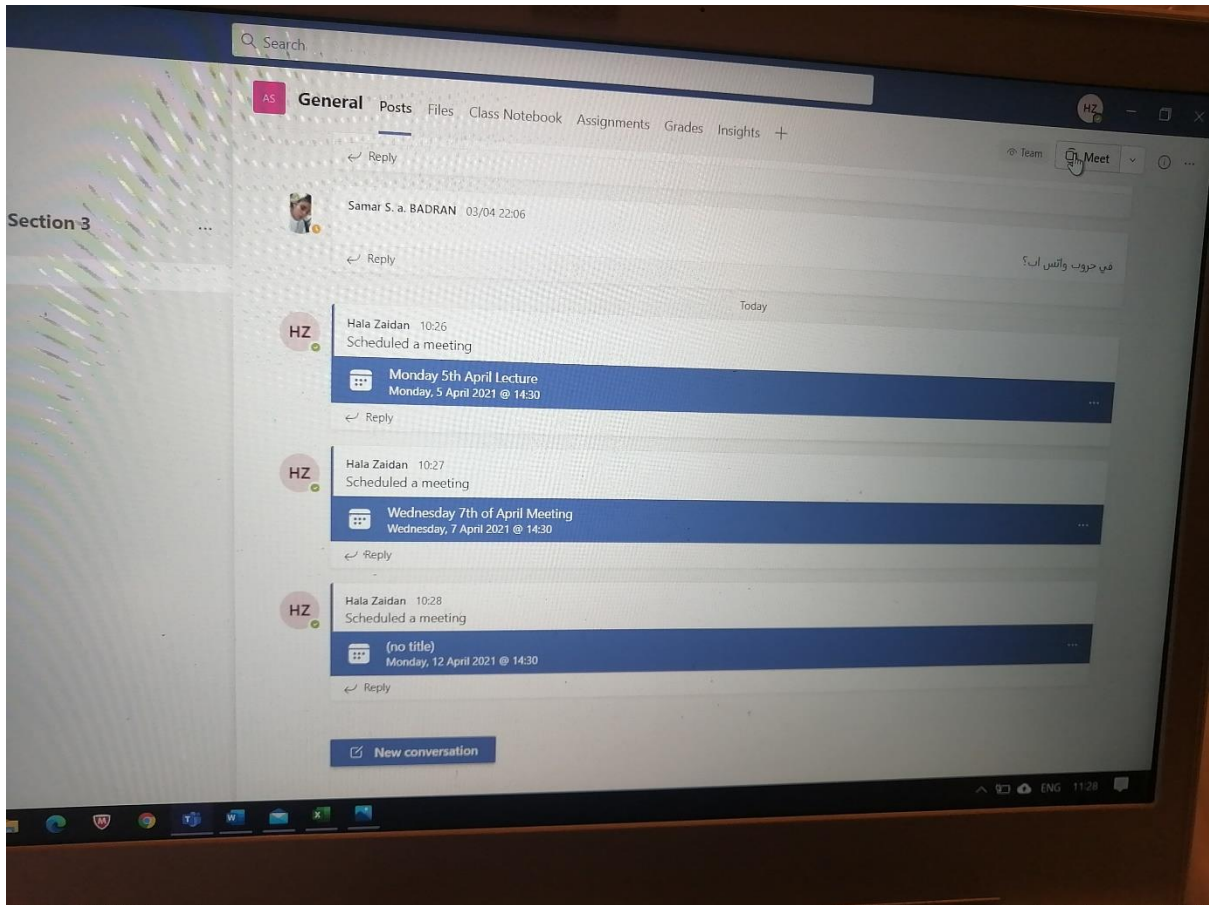 Search
HZ
AS General Posts Files Class Notebook Assignments Grades Insights
Team Meet
Reply
Section 3
...
Samar S. a. BADRAN 03/04 22:06
في جروب واتس اب؟
Reply
Today
HZ
Hala Zaidan 10:26
Scheduled a meeting
Monday 5th April Lecture
Monday, 5 April 2021 @ 14:30
Reply
HZ
Hala Zaidan 10:27
Scheduled a meeting
Wednesday 7th of April Meeting
Wednesday, 7 April 2021 @ 14:30
Reply
HZ
Hala Zaidan 10:28
Scheduled a meeting
(no title)
Monday, 12 April 2021 @ 14:30
Reply
New conversation
ENG 11:28